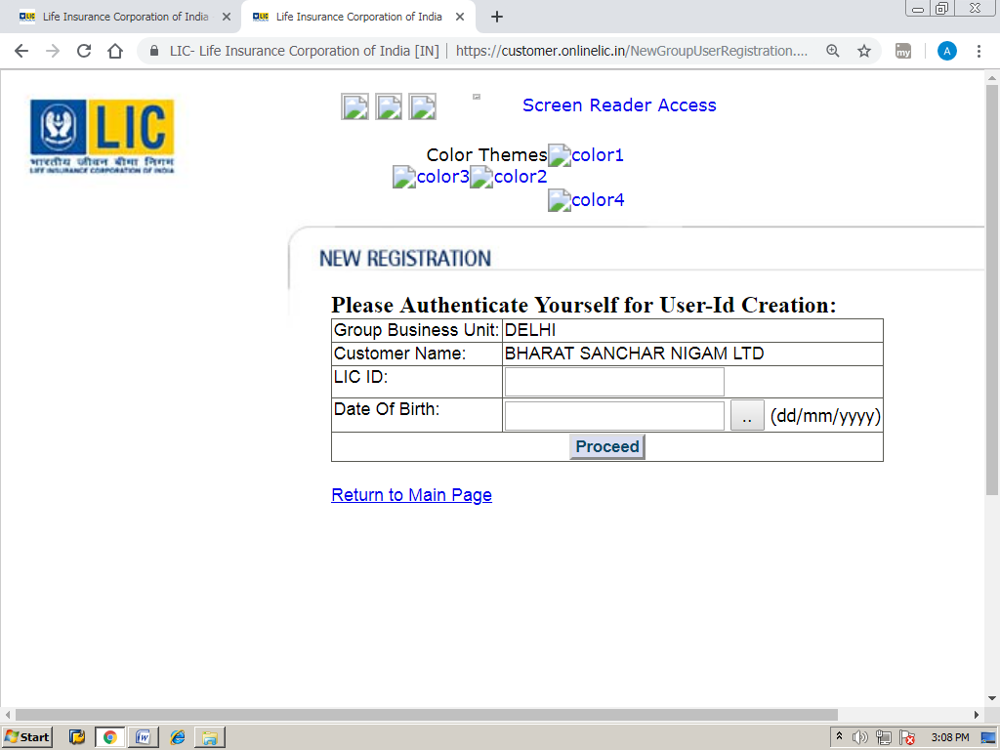 Life Insurance Corporation of India
Life Insurance Corporation of India
LIC- Life Insurance Corporation of India [IN] | https://customer.onlinelic.in/NewGroupUserRegistration....
my
A
LIC
भारतीय जीवन बीमा निगम
LIFE INSURANCE CORPORATION OF INDIA
Screen Reader Access
Color Themes color1
color3 color2
color4
NEW REGISTRATION
Please Authenticate Yourself for User-Id Creation:
Group Business Unit: DELHI
Customer Name: BHARAT SANCHAR NIGAM LTD
LIC ID:
Date Of Birth: .. (dd/mm/yyyy)
Proceed
Return to Main Page
Start
3:08 PM